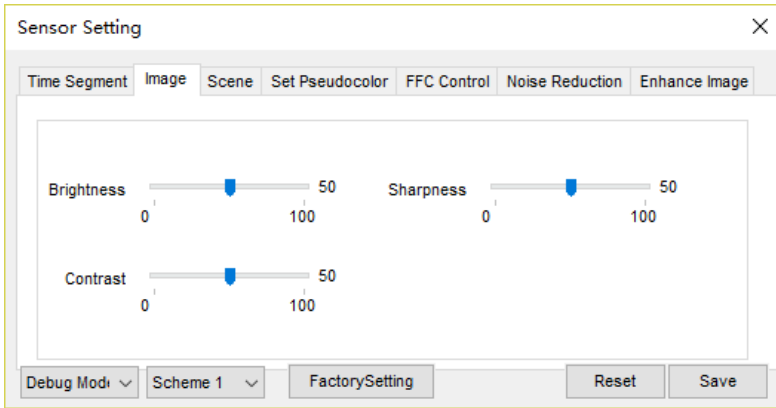 Sensor Setting
Time Segment Image Scene Set Pseudocolor FFC Control Noise Reduction Enhance Image
Brightness 50 Sharpness 50
0 100 0 100
Contrast 50
0 100
Debug Mode Scheme 1 FactorySetting Reset Save